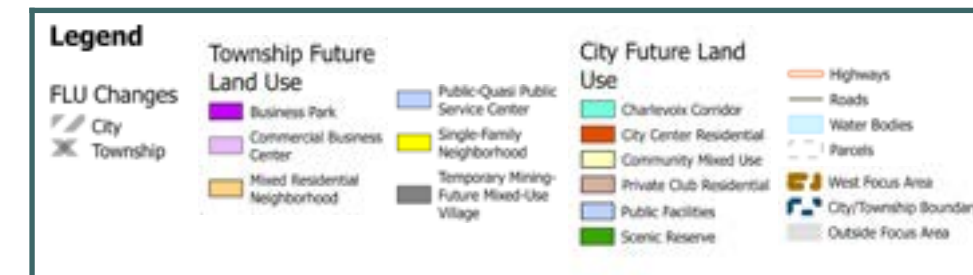 Legend
FLU Changes
City
Township
Township Future
Land Use
Business Park
Commercial Business
Center
Mixed Residential
Neighborhood
Public-Quasi Public
Service Center
Single-Family
Neighborhood
Temporary Mining-
Future Mixed-Use
Village
City Future Land
Use
Charlevoix Corridor
City Center Residential
Community Mixed Use
Private Club Residential
Public Facilities
Scenic Reserve
Highways
Roads
Water Bodies
Parcels
West Focus Area
City/Township Boundar
Outside Focus Area